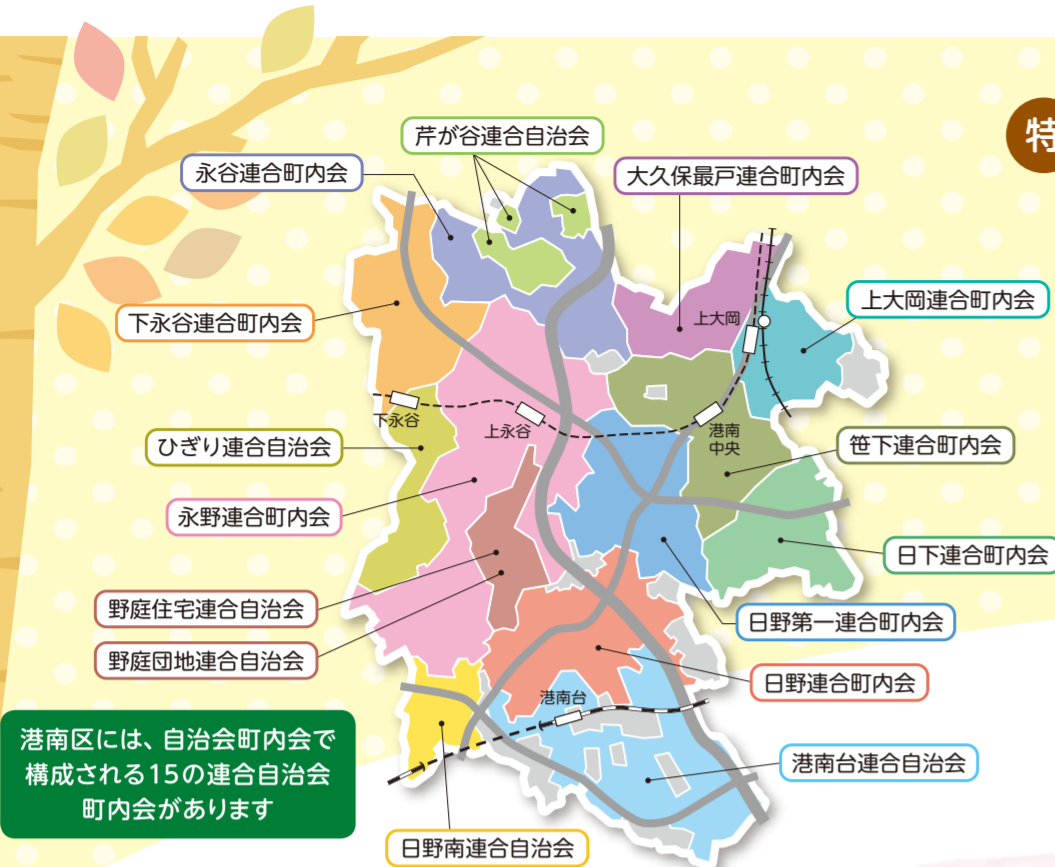 特
芹が谷連合自治会
永谷連合町内会
大久保最戸連合町内会
上大岡連合町内会
下永谷連合町内会
上大岡
下永谷
上永谷
港南
中央
ひぎり連合自治会
笹下連合町内会
永野連合町内会
日下連合町内会
野庭住宅連合自治会
日野第一連合町内会
野庭団地連合自治会
日野連合町内会
港南台
港南台連合自治会
日野南連合自治会
港南区には、自治会町内会で
構成される15の連合自治会
町内会があります